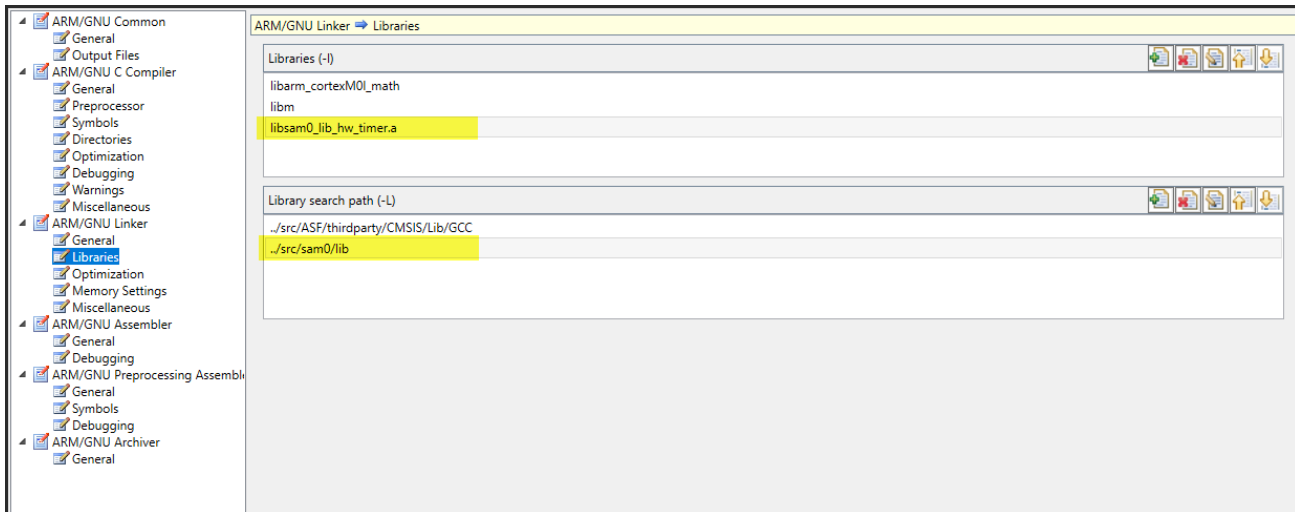 ARM/GNU Common
General
Output Files
ARM/GNU C Compiler
General
Preprocessor
Symbols
Directories
Optimization
Debugging
Warnings
Miscellaneous
ARM/GNU Linker
General
Libraries
Optimization
Memory Settings
Miscellaneous
ARM/GNU Assembler
General
Debugging
ARM/GNU Preprocessing Assemble
General
Symbols
Debugging
ARM/GNU Archiver
General
ARM/GNU Linker ➡ Libraries
Libraries (-l)
libarm_cortexM0l_math
libm
libsam0_lib_hw_timer.a
Library search path (-L)
../src/ASF/thirdparty/CMSIS/Lib/GCC
../src/sam0/lib